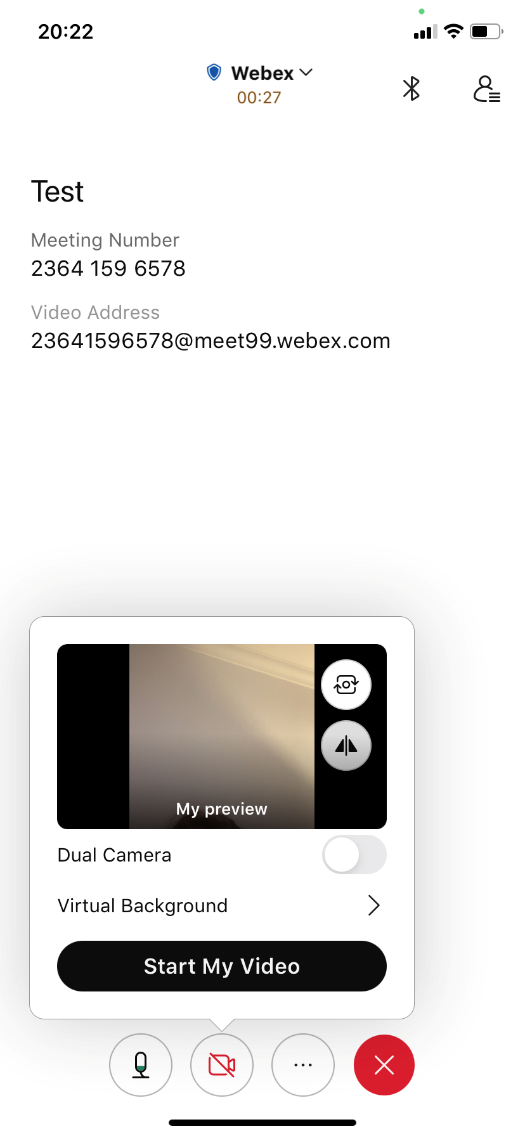 20:22
Webex
00:27
Test
Meeting Number
2364 159 6578
Video Address
23641596578@meet99.webex.com
My preview
Dual Camera
Virtual Background
Start My Video